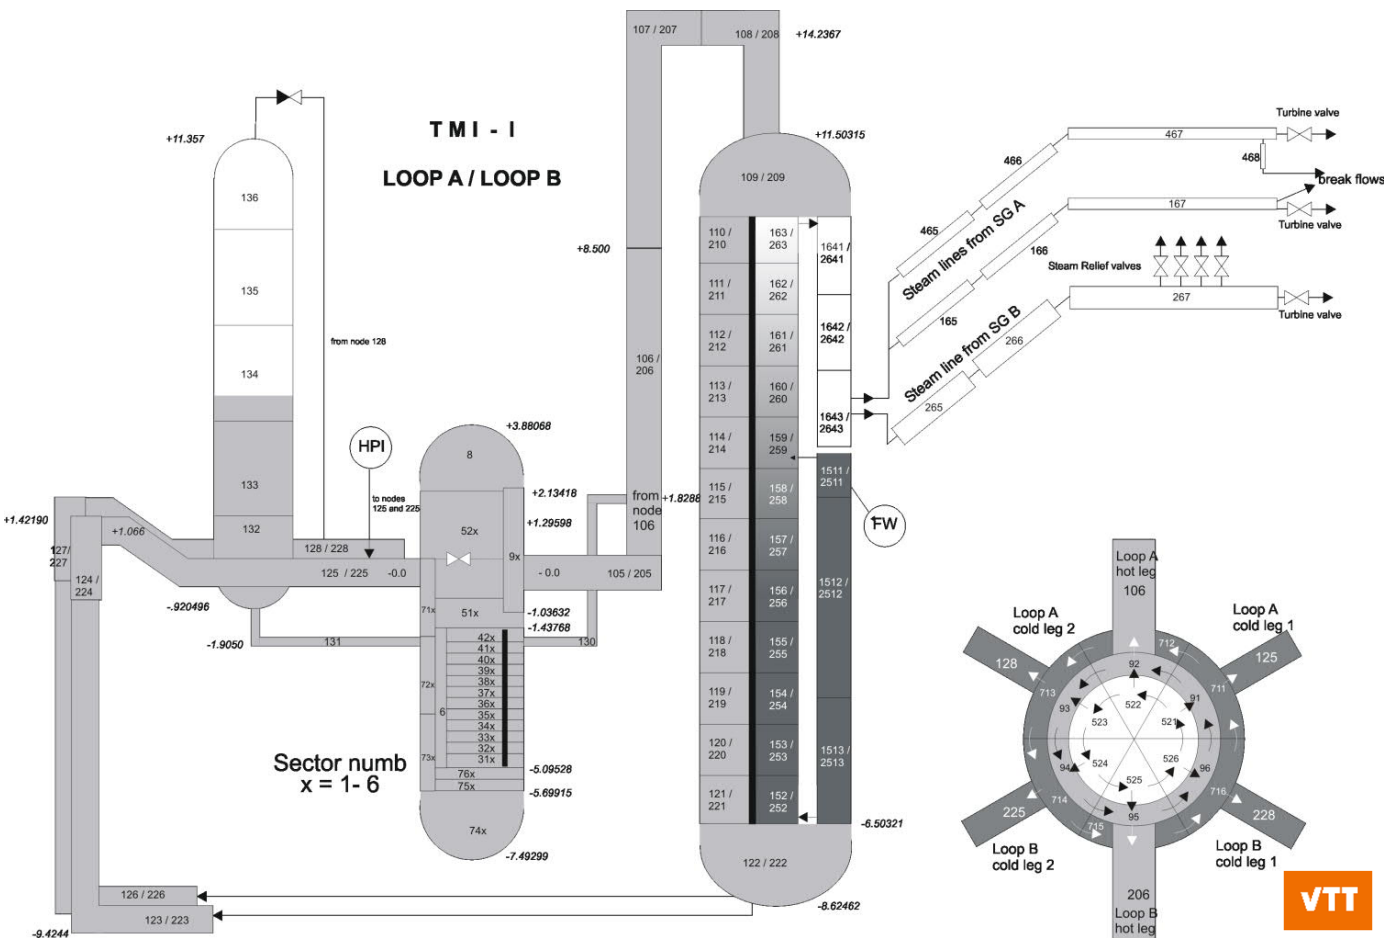 TMI - I
LOOP A / LOOP B
107 / 207
108 / 208
+14.2367
+11.357
+11.50315
+8.500
136
135
134
133
132
from node 128
HPI
to nodes
125 and 225
+1.42190
+1.066
127/
227
124 /
224
128 / 228
125 / 225
-0.0
-.920496
-1.9050
131
+3.88068
8
+2.13418
+1.29598
52x
9x
- 0.0
105 / 205
71x
51x
-1.03632
-1.43768
130
42x
41x
40x
39x
38x
37x
36x
35x
34x
33x
32x
31x
72x
6
73x
76x
75x
74x
-5.09528
-5.69915
-7.49299
Sector numb
x = 1- 6
106 /
206
from
node
106
+1.8288
109 / 209
110 /
210
111 /
211
112 /
212
113 /
213
114 /
214
115 /
215
116 /
216
117 /
217
118 /
218
119 /
219
120 /
220
121 /
221
163 /
263
162 /
262
161 /
261
160 /
260
159 /
259
158 /
258
157 /
257
156 /
256
155 /
255
154 /
254
153 /
253
152 /
252
1641 /
2641
1642 /
2642
1643 /
2643
1511 /
2511
1512 /
2512
1513 /
2513
FW
122 / 222
-6.50321
-8.62462
126 / 226
123 / 223
-9.4244
465
466
467
468
Steam lines from SG A
165
166
167
Steam line from SG B
265
266
267
Turbine valve
break flows
Turbine valve
Steam Relief valves
Turbine valve
Loop A
hot leg
106
Loop A
cold leg 2
128
Loop A
cold leg 1
125
712
711
713
714
715
716
92
91
93
94
95
96
522
521
523
524
525
526
225
Loop B
cold leg 2
228
Loop B
cold leg 1
206
Loop B
hot leg
VTT